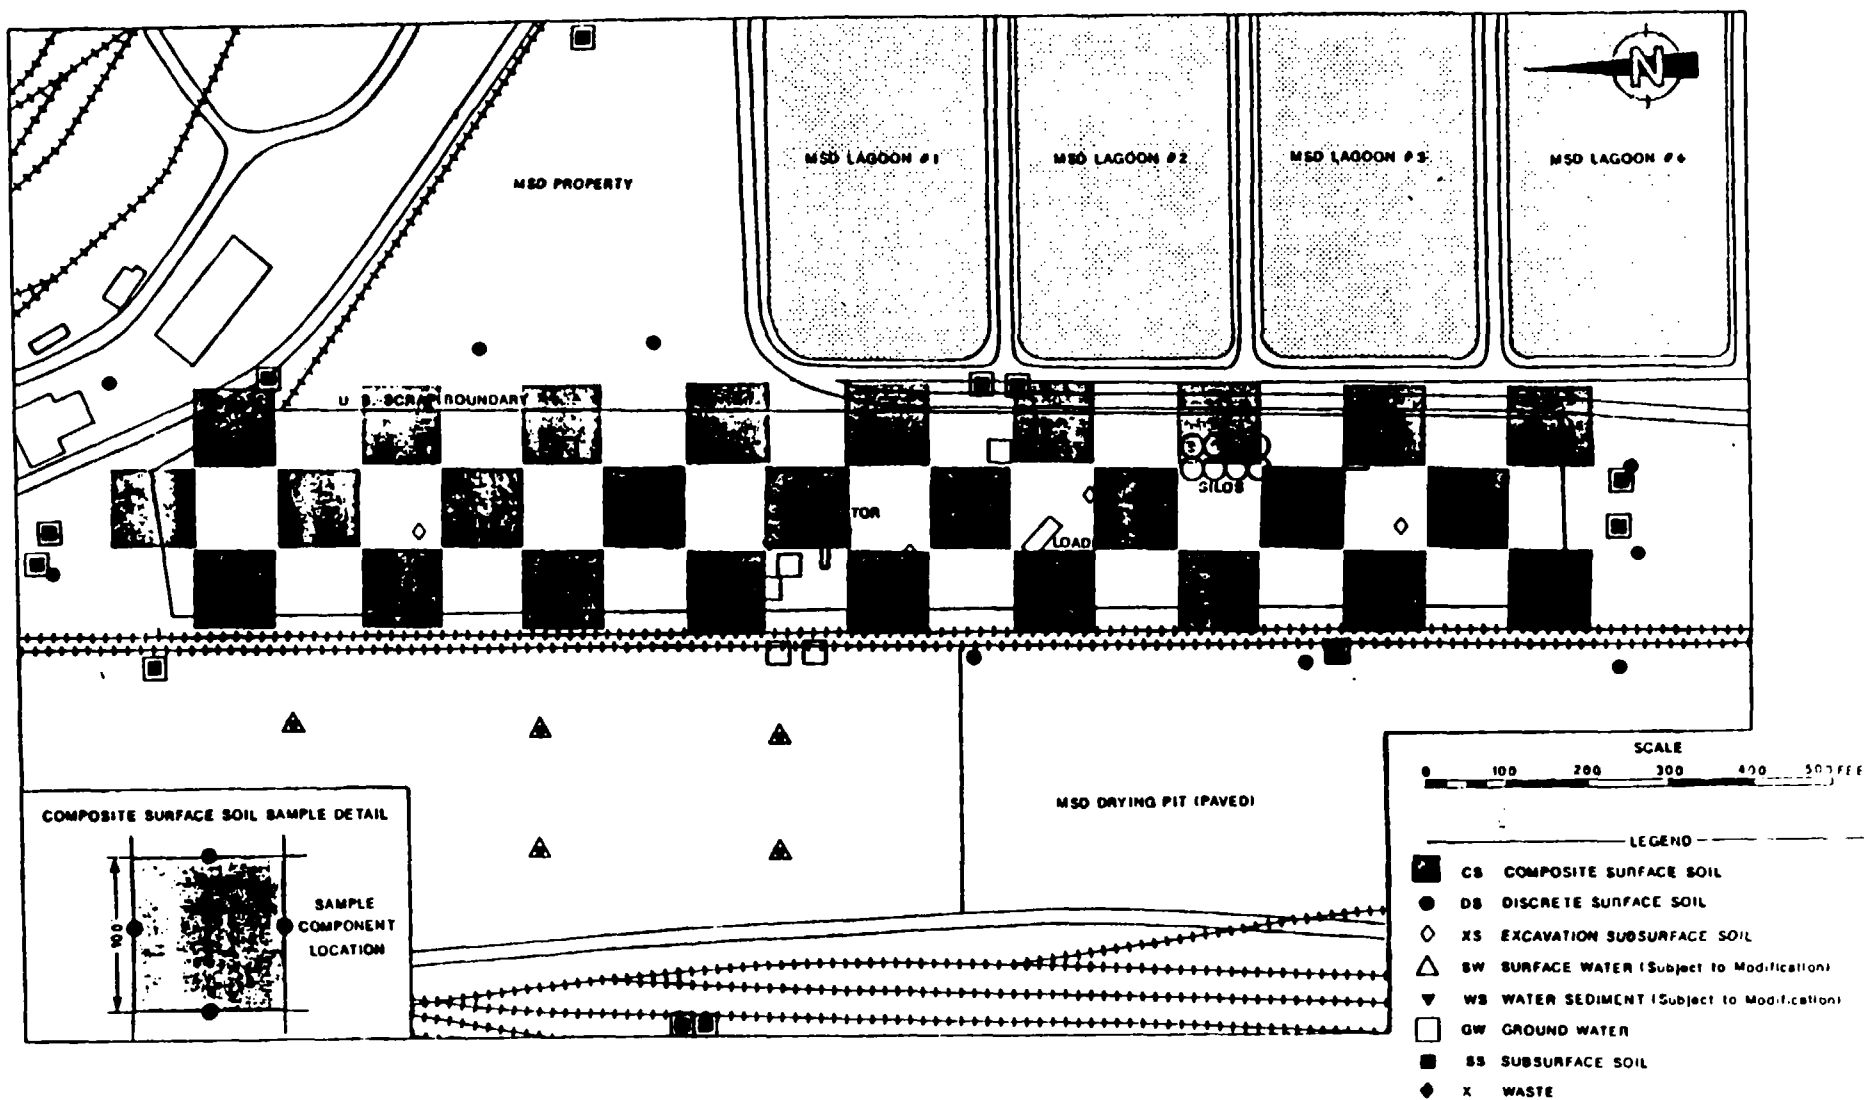 N
MSD LAGOON #1
MSD LAGOON #2
MSD LAGOON #3
MSD LAGOON #4
MSD PROPERTY
U. S. SCRAP BOUNDARY
SILOS
TOR
LOAD
MSD DRYING PIT (PAVED)
COMPOSITE SURFACE SOIL SAMPLE DETAIL
100
SAMPLE
COMPONENT
LOCATION
SCALE
0 100 200 300 400 500 FEE
LEGEND
CS COMPOSITE SURFACE SOIL
DS DISCRETE SURFACE SOIL
XS EXCAVATION SUBSURFACE SOIL
SW SURFACE WATER (Subject to Modification)
WS WATER SEDIMENT (Subject to Modification)
GW GROUND WATER
SS SUBSURFACE SOIL
X WASTE